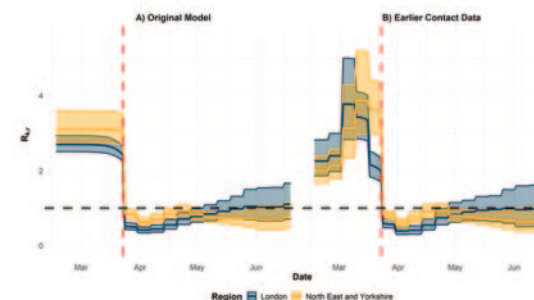 A) Original Model
B) Earlier Contact Data
4
2
0
Mar Apr May Jun
Mar Apr May Jun
Date
Region London North East and Yorkshire